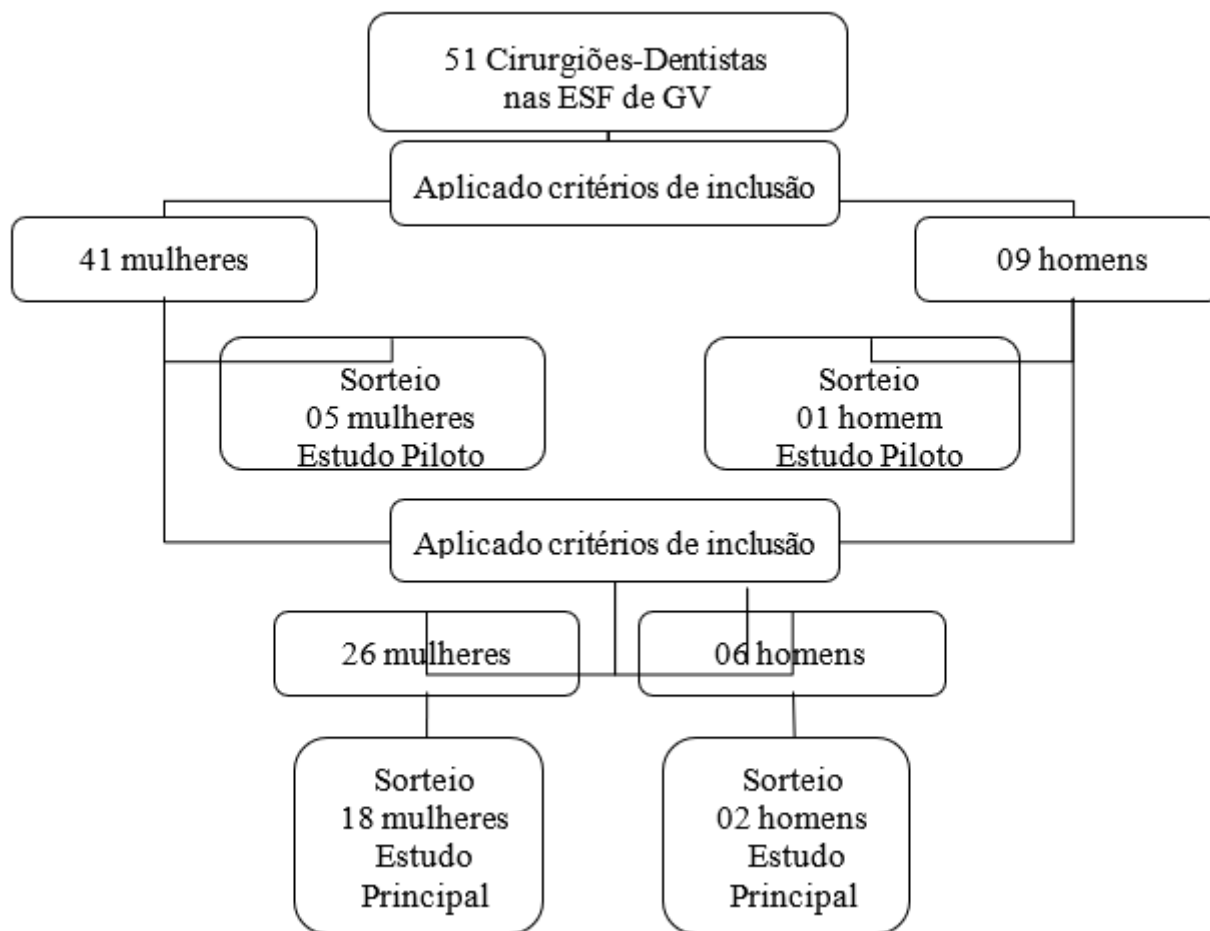 51 Cirurgiões-Dentistas
nas ESF de GV
Aplicado critérios de inclusão
41 mulheres
09 homens
Sorteio
05 mulheres
Estudo Piloto
Sorteio
01 homem
Estudo Piloto
Aplicado critérios de inclusão
26 mulheres
06 homens
Sorteio
18 mulheres
Estudo
Principal
Sorteio
02 homens
Estudo
Principal